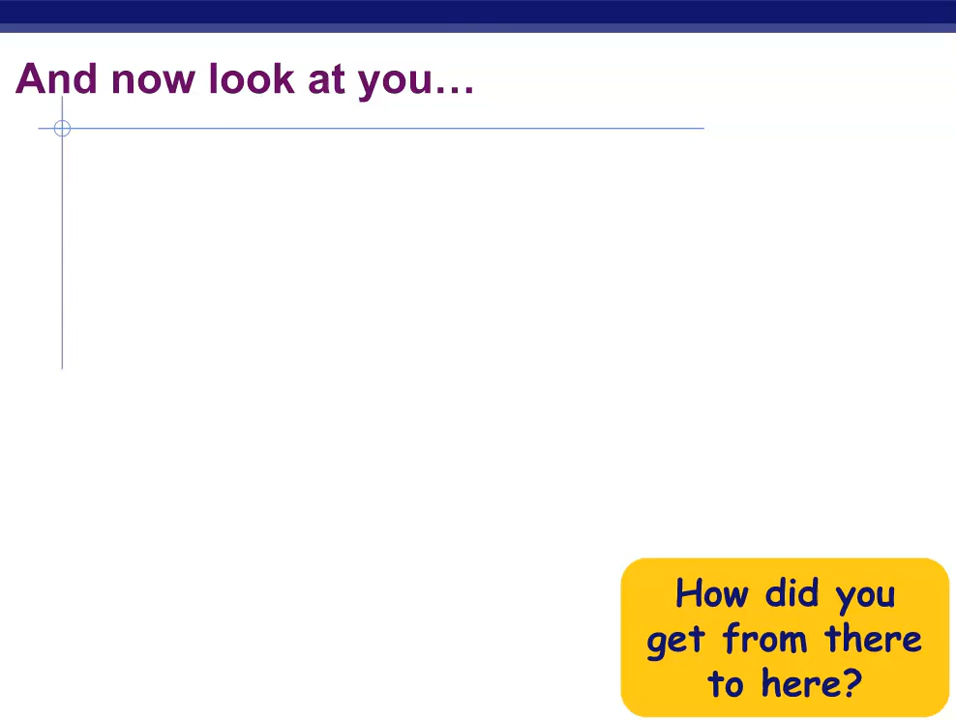 And now look at you…
How did you
get from there
to here?